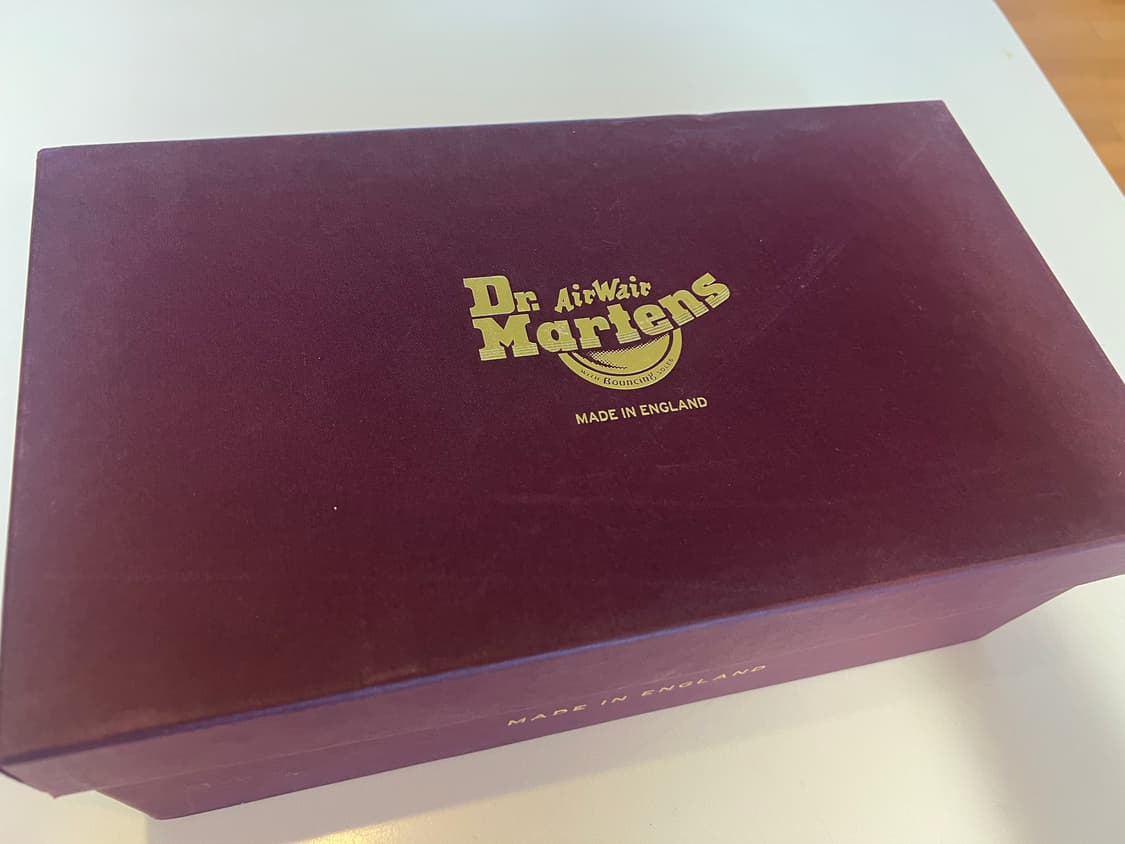 Dr. AirWair
Martens
WITH Bouncing SOLES
MADE IN ENGLAND
MADE IN ENGLAND